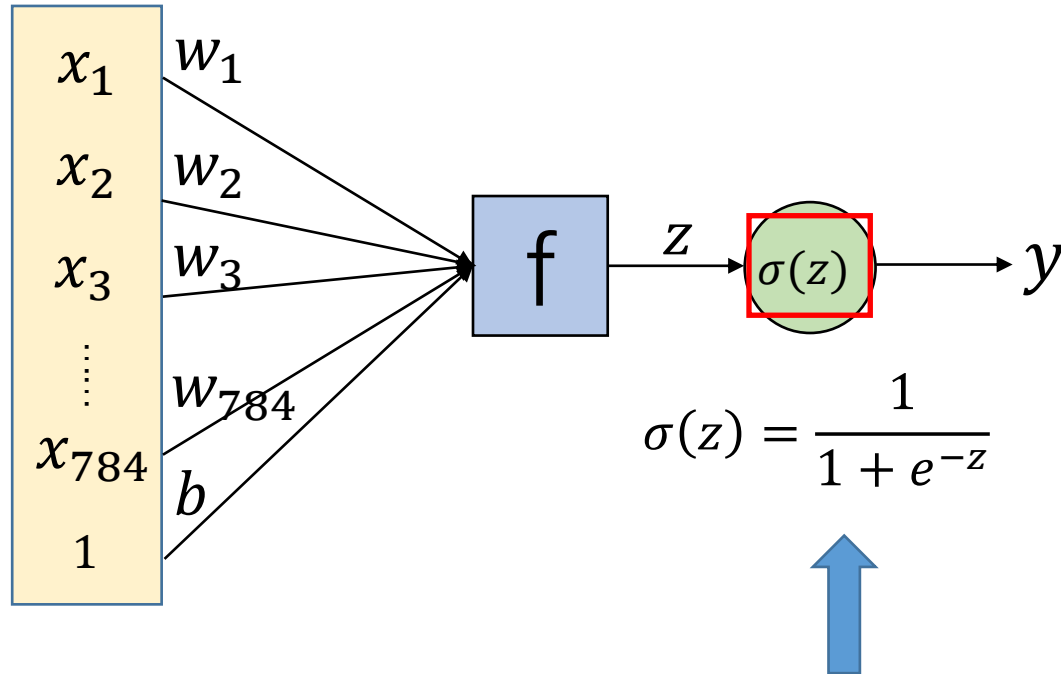 x₁ w₁
x₂ w₂
x₃ w₃
f z σ(z) y
⋮
x₇₈₄ w₇₈₄
σ(z) = 1 / (1 + e⁻ᶻ)
b
1